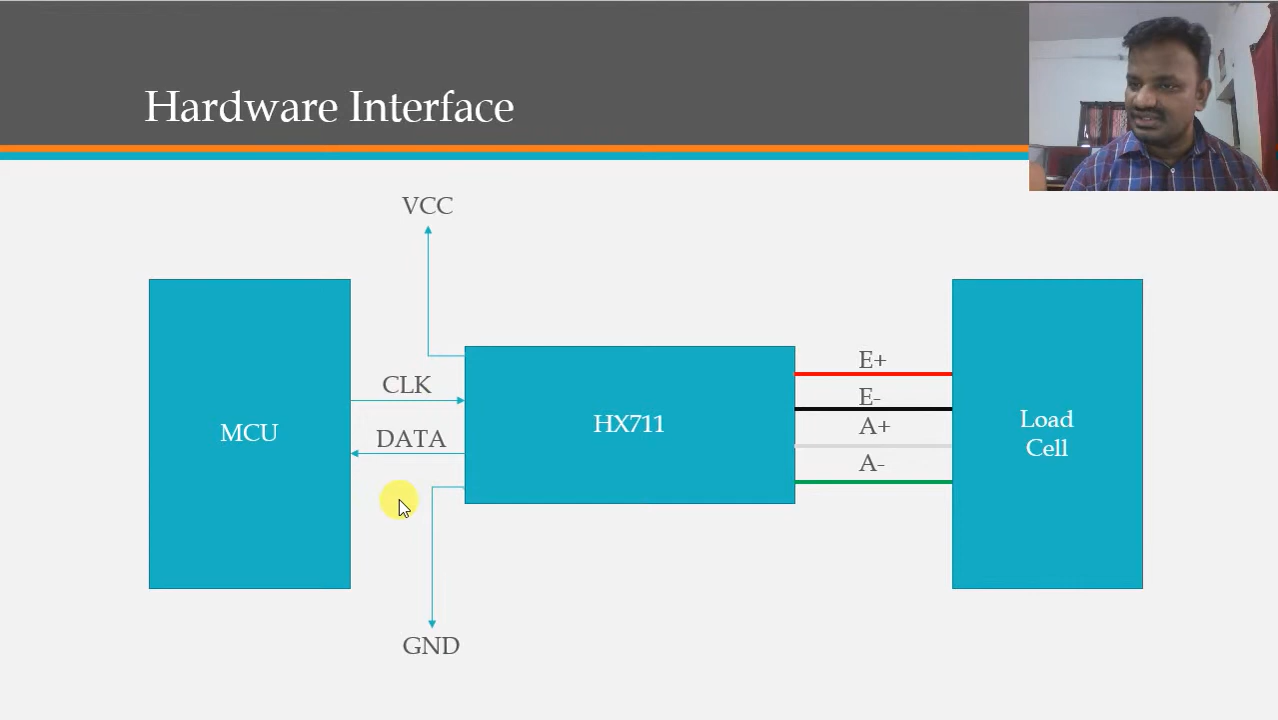 Hardware Interface
VCC
MCU
CLK
DATA
GND
HX711
E+
E-
A+
A-
Load
Cell